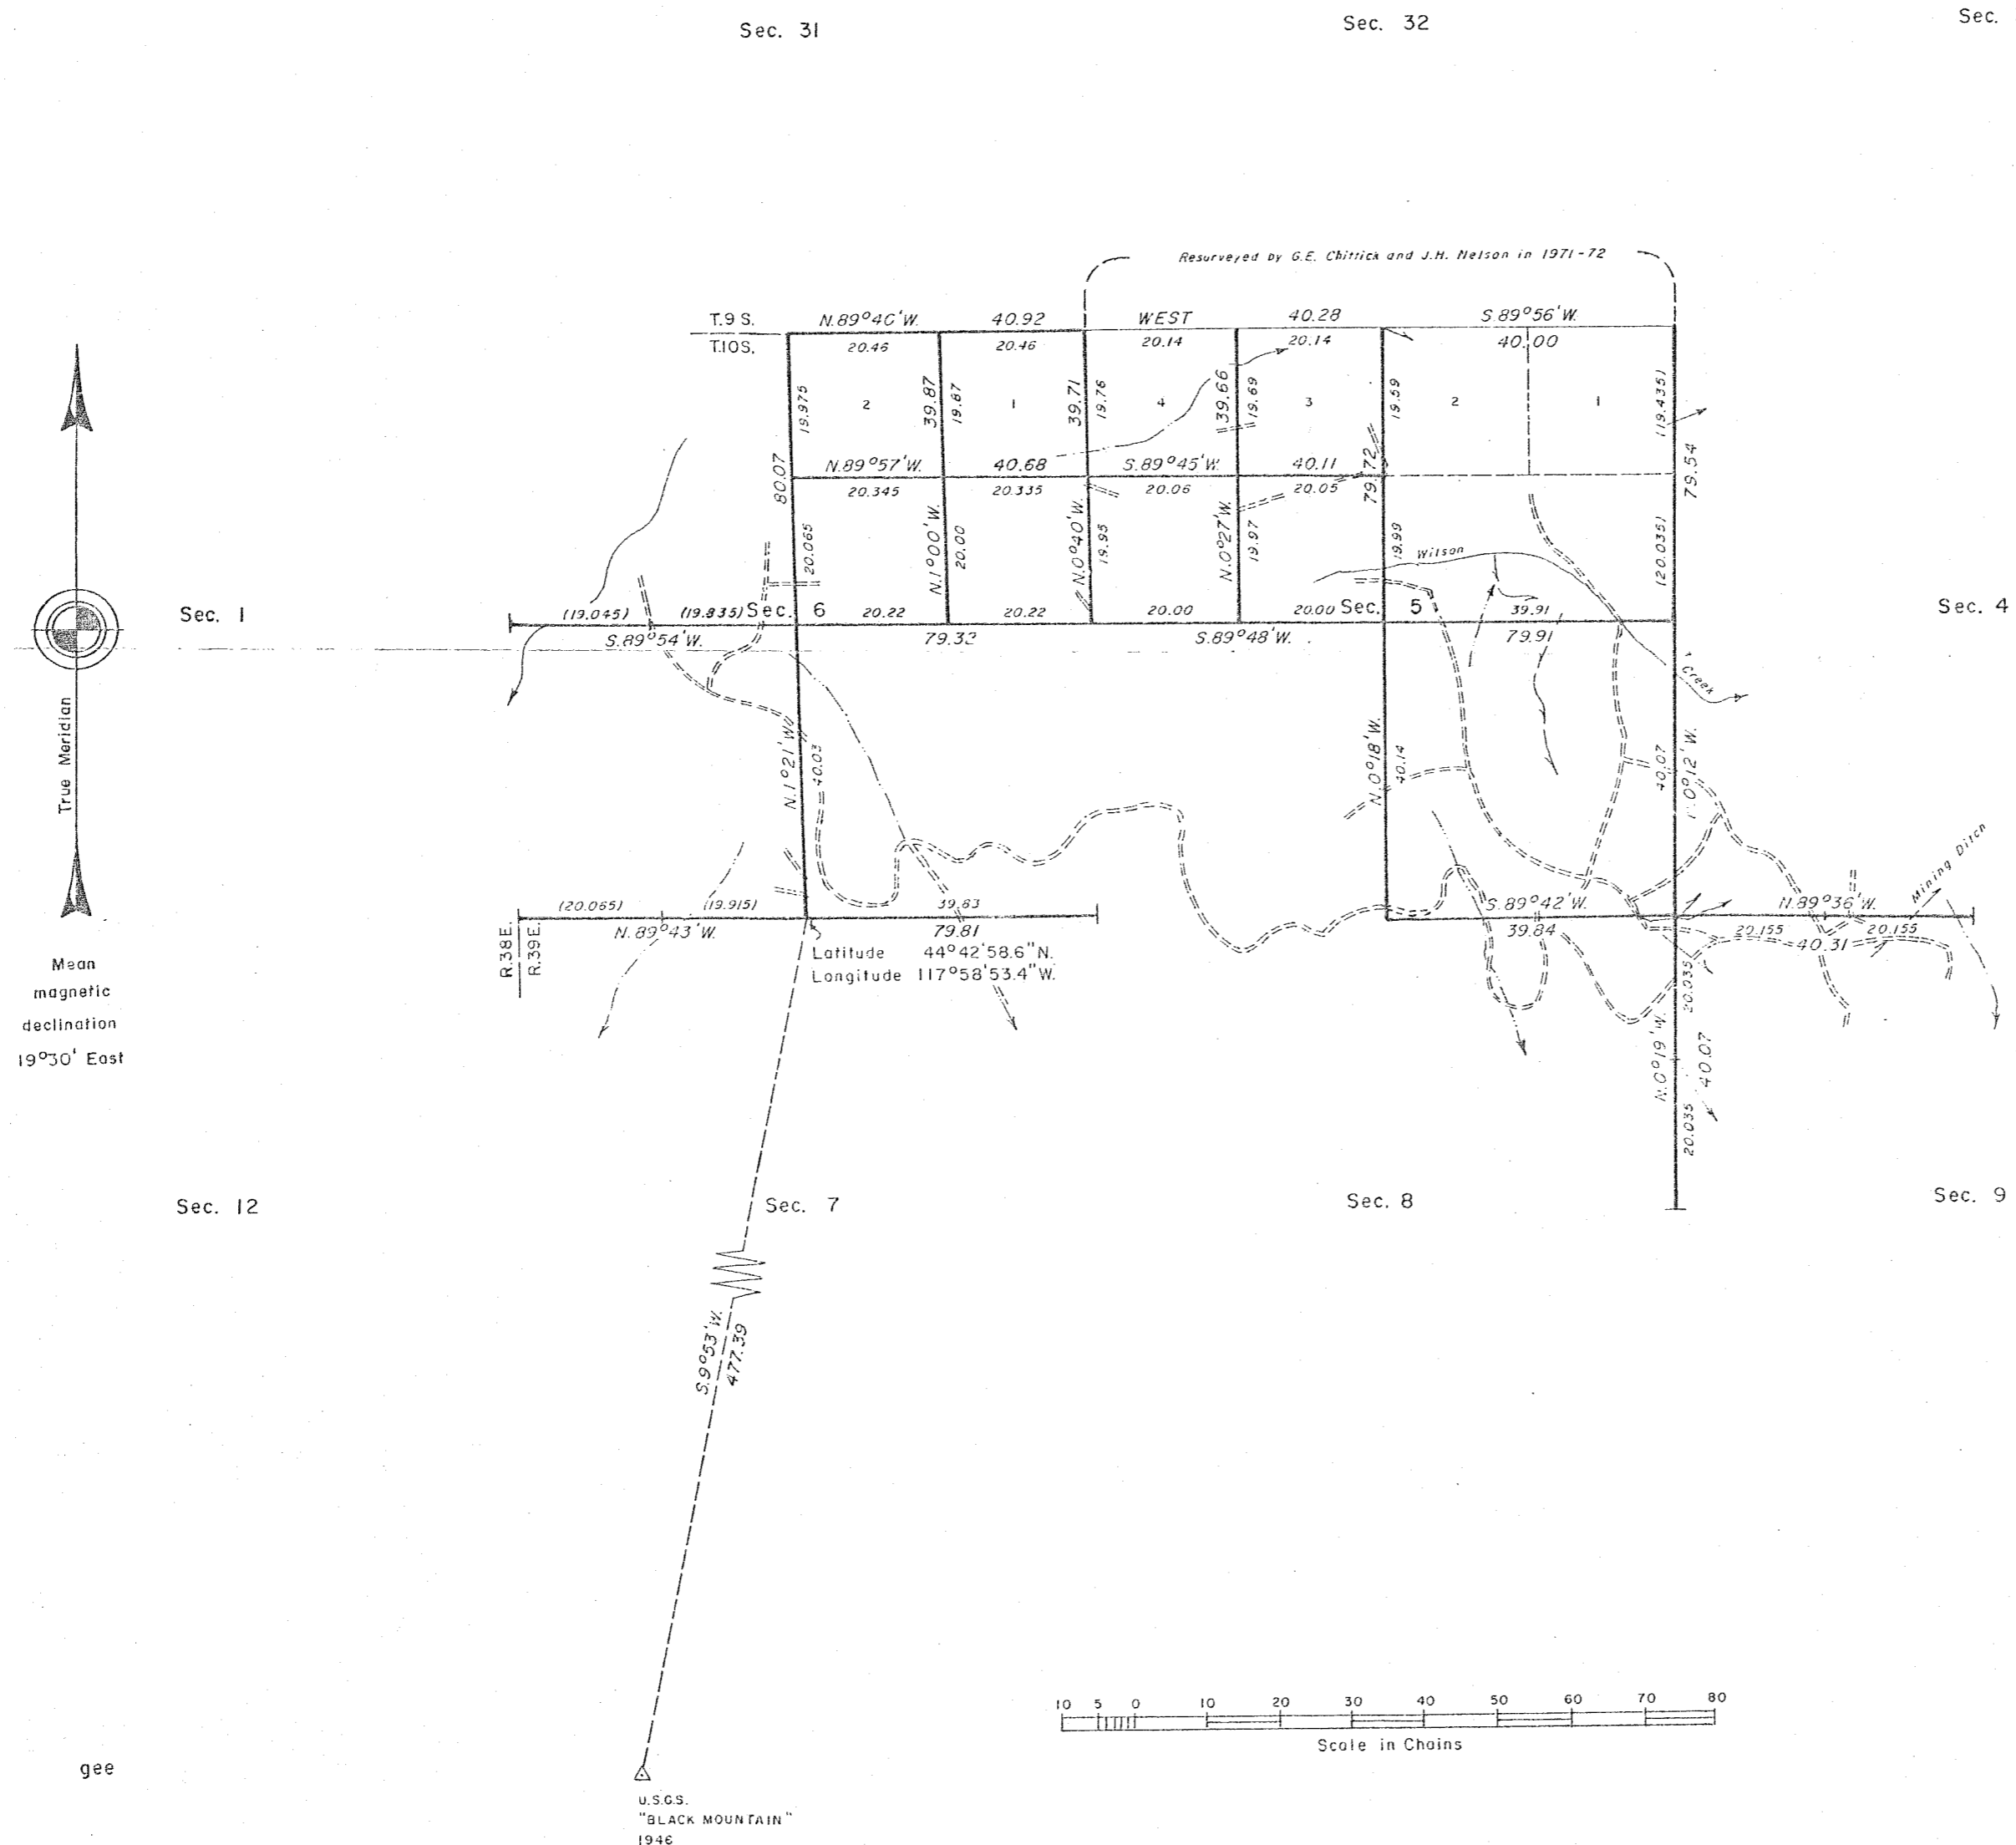 Sec. 31
Sec. 32
Sec.
Resurveyed by G.E. Chittick and J.H. Nelson in 1971-72
T.9 S.
N.89°46'W.
40.92
WEST
40.28
S.89°56'W.
T.10S.
20.46
20.46
20.14
20.14
40.00
19.975
2
39.87
19.87
1
39.71
19.76
4
39.66
19.69
3
19.59
2
1
(19.435)
80.07
N.89°57'W.
40.68
S.89°45'W.
40.11
79.72
79.54
20.345
20.335
20.06
20.05
20.065
N.1°00'W.
20.00
N.0°40'W.
19.95
N.0°27'W.
19.97
19.99
Wilson
(20.035)
Sec. 1
(19.045)
(19.835)
Sec. 6
20.22
20.22
20.00
20.00
Sec. 5
39.91
Sec. 4
S.89°54'W.
79.32
S.89°48'W.
79.91
Creek
True Meridian
N.1°21'W.
40.03
N.0°18'W.
40.14
40.07
0°12'W.
Mining Ditch
(20.065)
(19.915)
39.83
S.89°42'W.
N.89°36'W.
R.38E.
R.39E.
N.89°43'W.
79.81
39.84
20.155
40.31
20.155
Latitude 44°42'58.6"N.
Longitude 117°58'53.4"W.
Mean
magnetic
declination
19°30' East
20.035
N.0°19'W.
40.07
20.035
Sec. 12
Sec. 7
Sec. 8
Sec. 9
S.9°53'W.
477.39
10 5 0 10 20 30 40 50 60 70 80
Scale in Chains
gee
U.S.G.S.
"BLACK MOUNTAIN"
1946